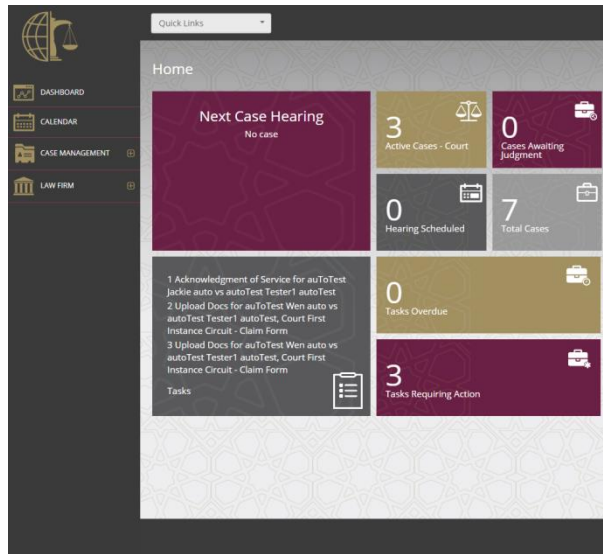 Quick Links
Home
DASHBOARD
CALENDAR
CASE MANAGEMENT
LAW FIRM
Next Case Hearing
No case
3
Active Cases - Court
0
Cases Awaiting
Judgment
0
Hearing Scheduled
7
Total Cases
1 Acknowledgment of Service for auToTest
Jackie auto vs autoTest Tester1 autoTest
2 Upload Docs for auToTest Wen auto vs
autoTest Tester1 autoTest, Court First
Instance Circuit - Claim Form
3 Upload Docs for auToTest Wen auto vs
autoTest Tester1 autoTest, Court First
Instance Circuit - Claim Form
Tasks
0
Tasks Overdue
3
Tasks Requiring Action